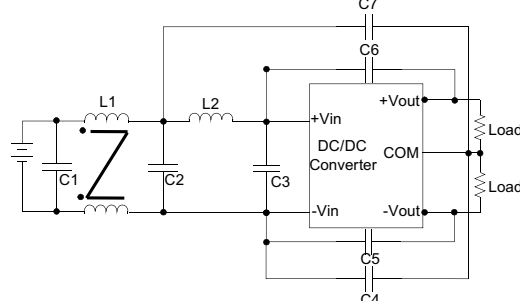 C7
C6
L1
L2
+Vin
+Vout
Load
DC/DC
Converter
COM
C1
C2
C3
Load
-Vin
-Vout
C5
C4